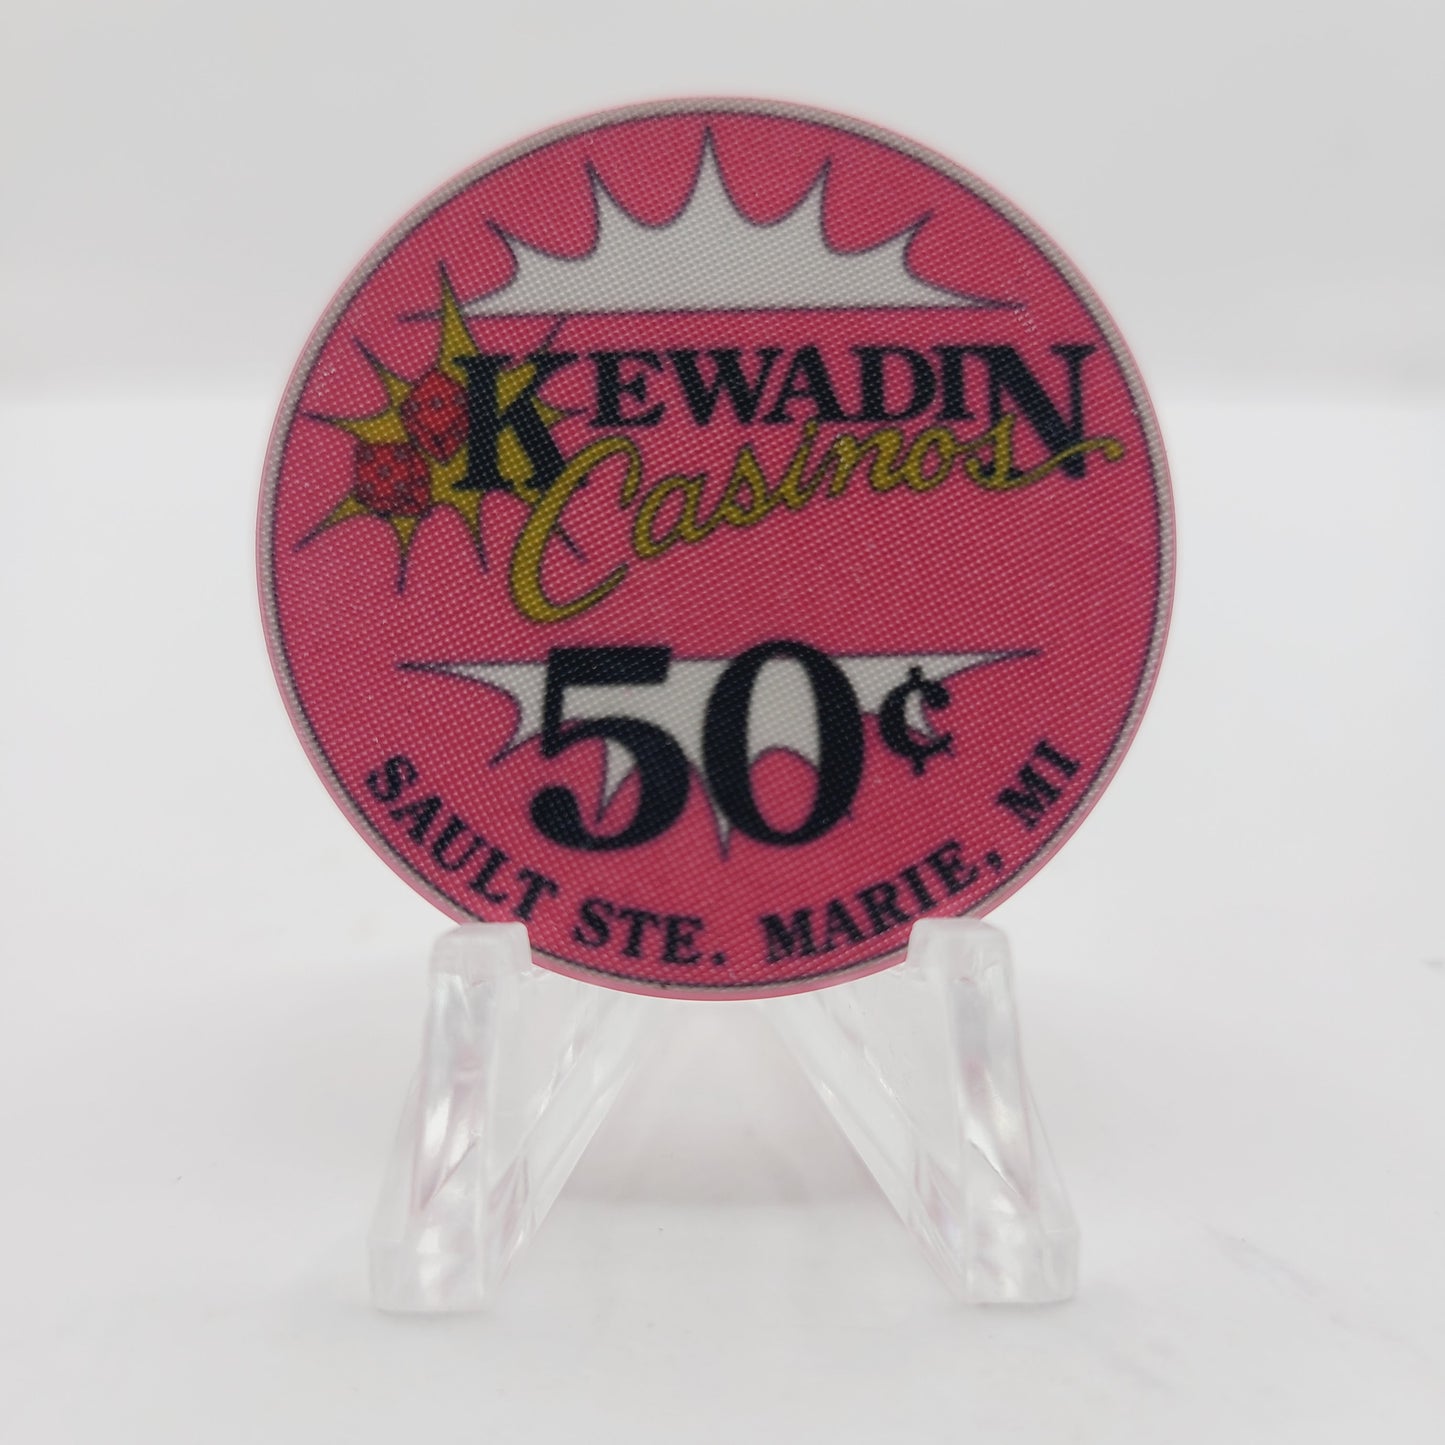 KEWADIN
Casinos
50¢
SAULT STE. MARIE, MI